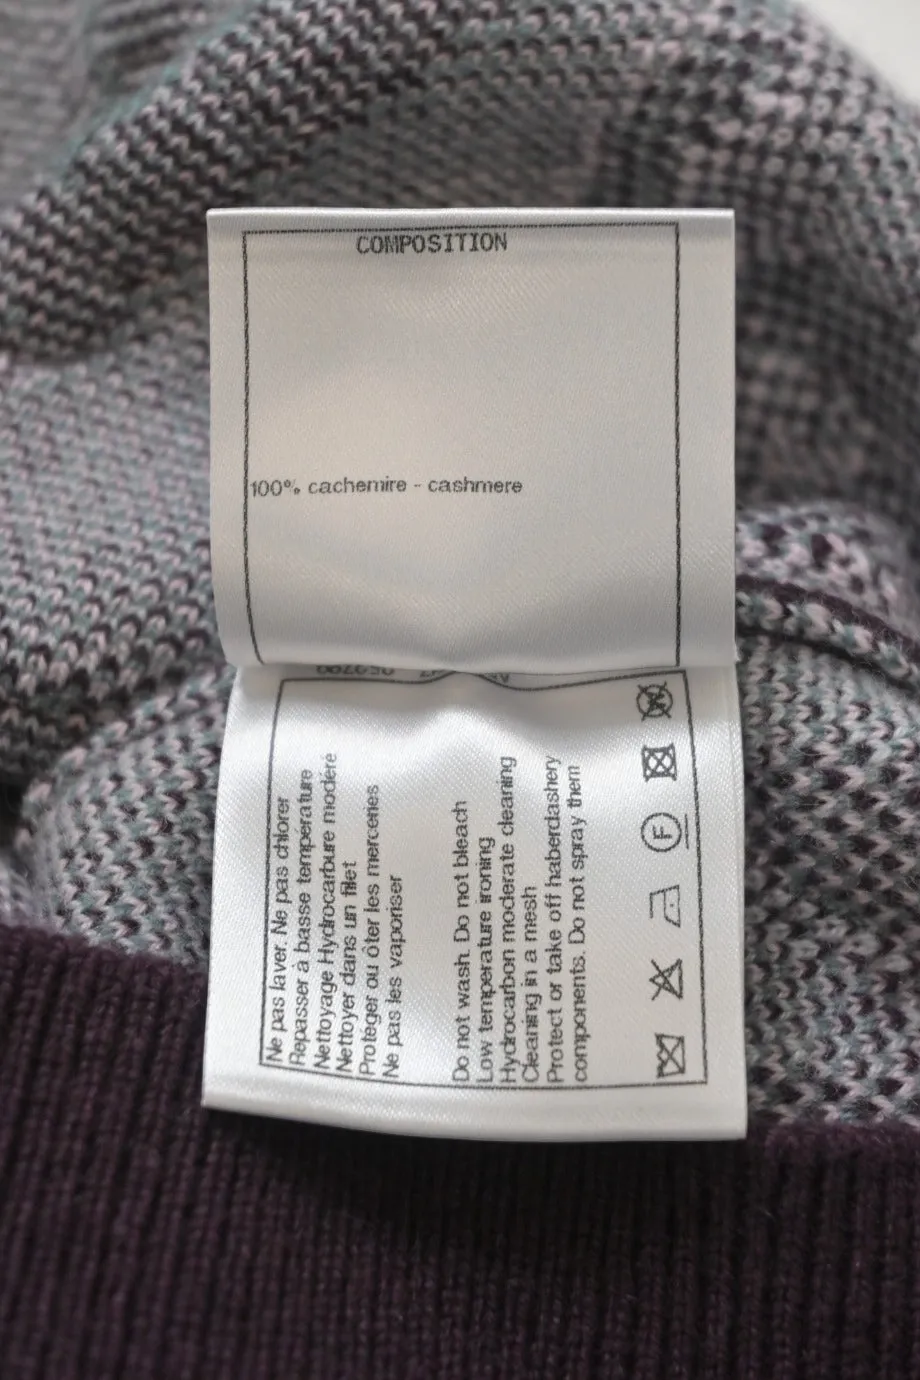 COMPOSITION
100% cachemire - cashmere
Ne pas laver. Ne pas chlorer
Repasser à basse temperature
Nettoyage Hydrocarbure modéré
Nettoyer dans un filet
Protéger ou ôter les merceries
Ne pas les vaporiser
Do not wash. Do not bleach
Low temperature ironing
Hydrocarbon moderate cleaning
Cleaning in a mesh
Protect or take off haberdashery
components. Do not spray them
F